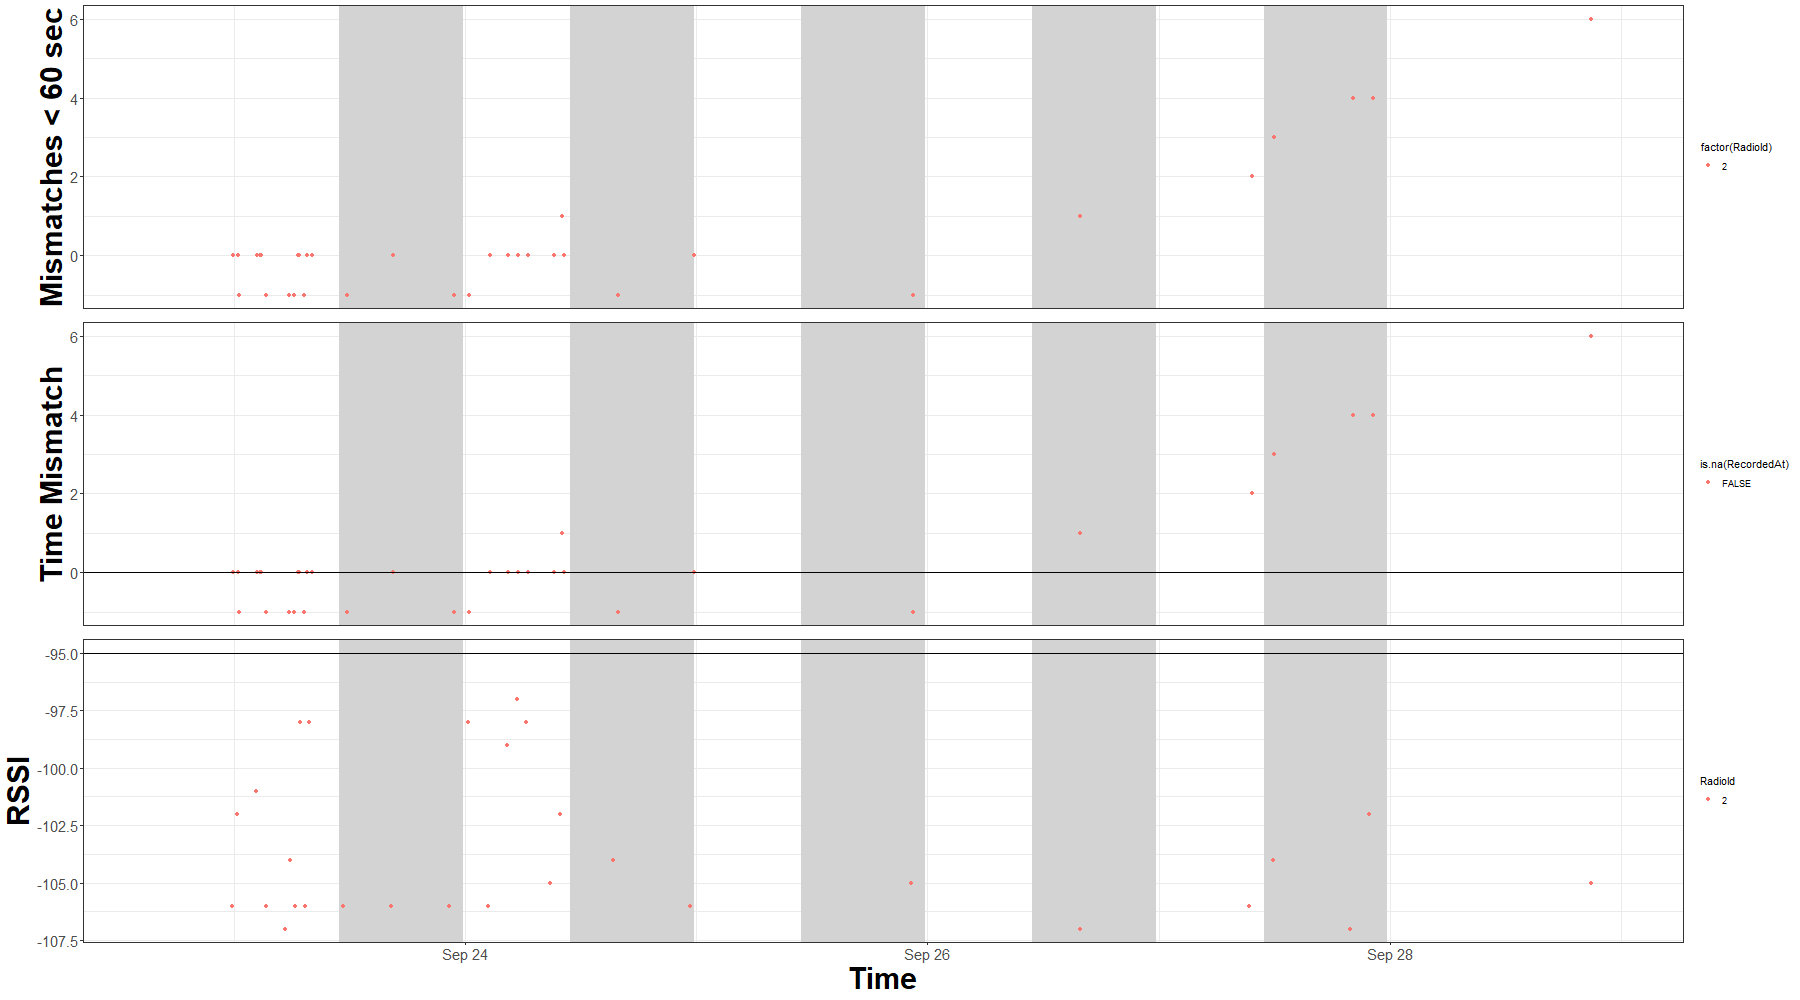 Mismatches < 60 sec
6
4
2
0
factor(RadioId)
2
Time Mismatch
6
4
2
0
is.na(RecordedAt)
FALSE
RSSI
-95.0
-97.5
-100.0
-102.5
-105.0
-107.5
RadioId
2
Sep 24
Sep 26
Sep 28
Time